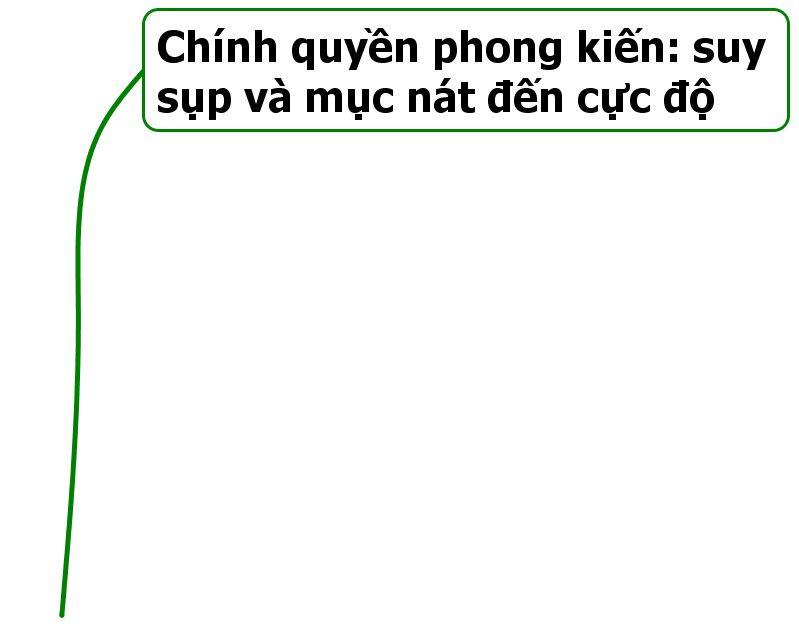 Chính quyền phong kiến: suy
sụp và mục nát đến cực độ